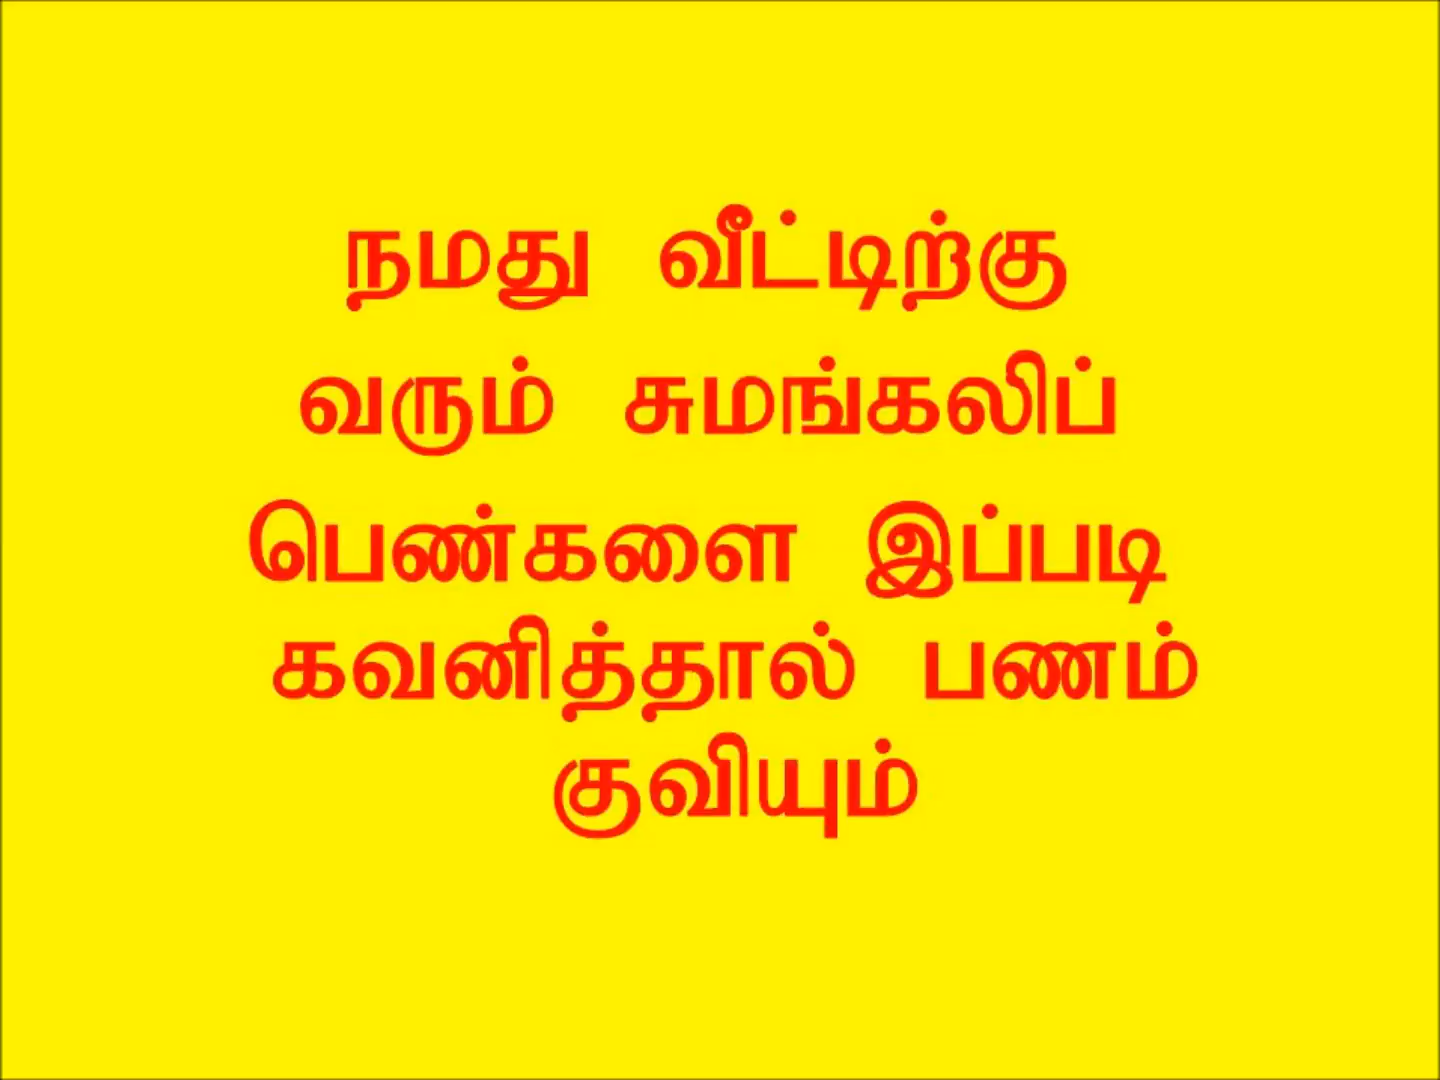 நமது வீட்டிற்கு
வரும் சுமங்கலிப்
பெண்களை இப்படி
கவனித்தால் பணம்
குவியும்